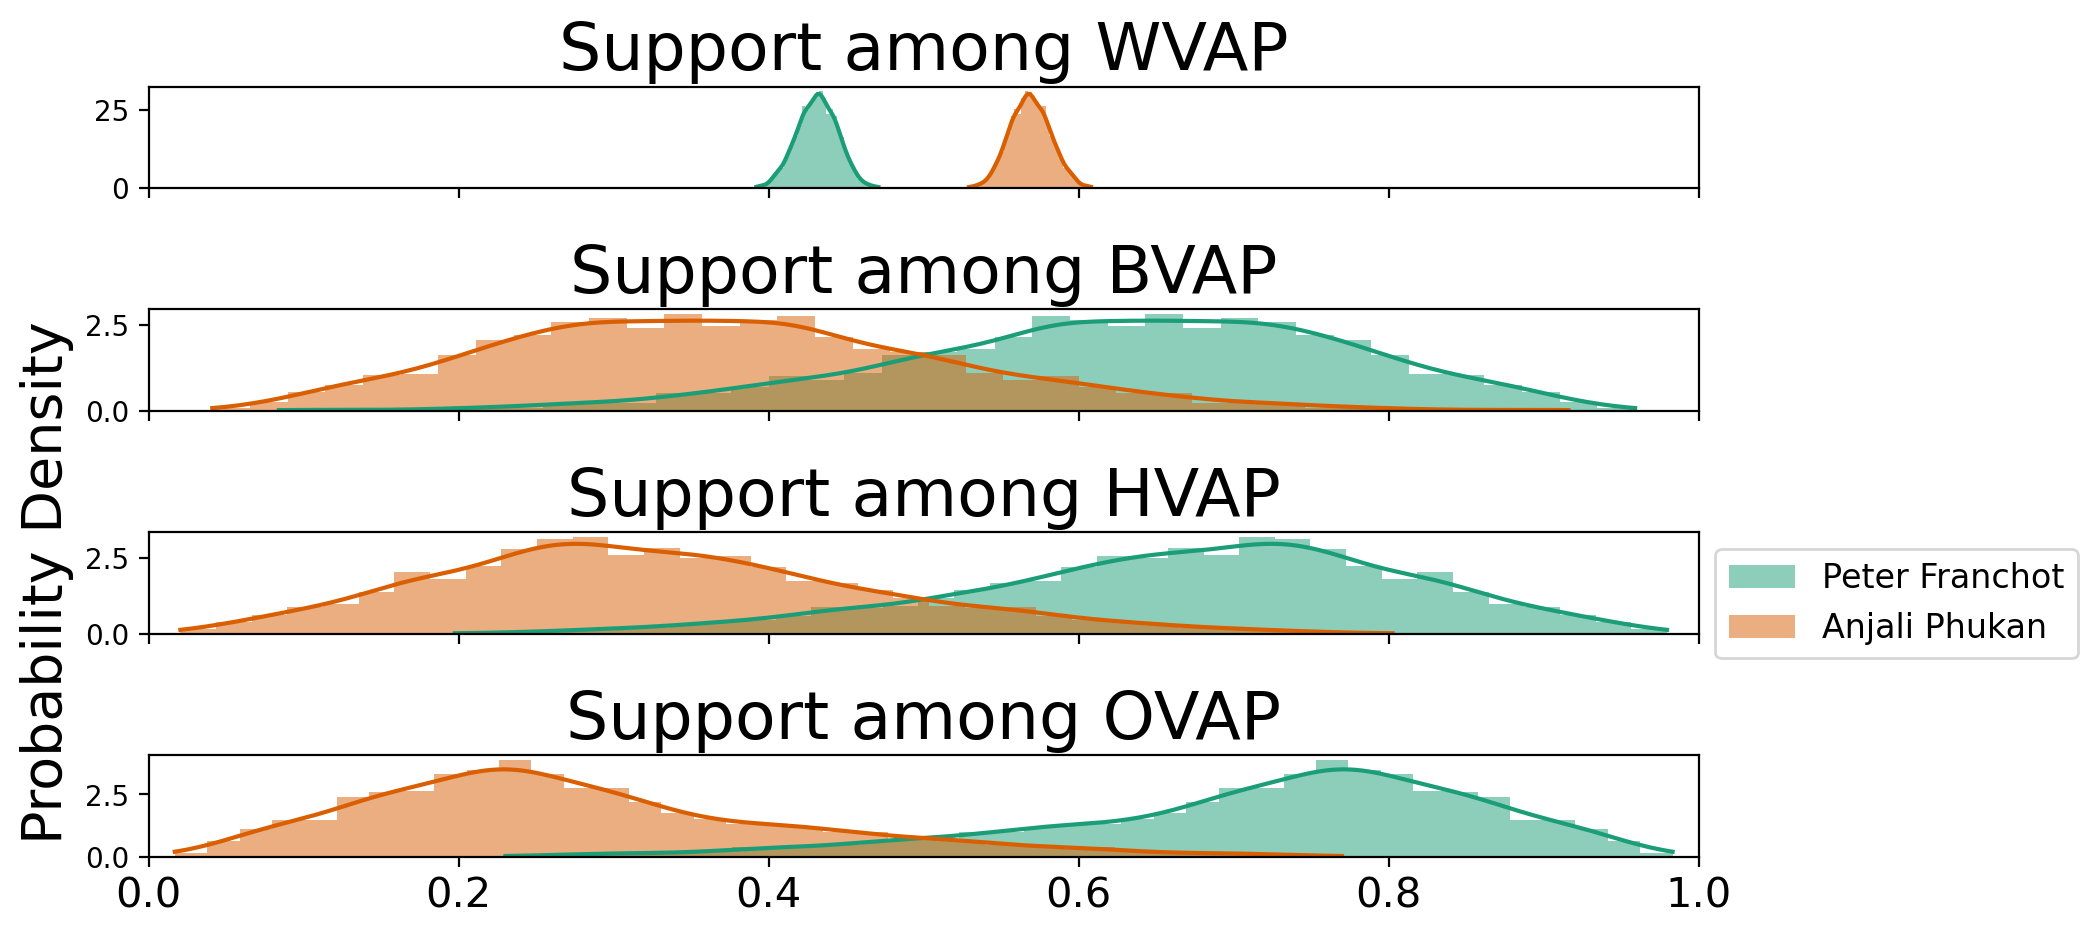 Support among WVAP
25
0
Support among BVAP
2.5
0.0
Support among HVAP
2.5
0.0
Support among OVAP
2.5
0.0
0.0 0.2 0.4 0.6 0.8 1.0
Probability Density
Peter Franchot
Anjali Phukan